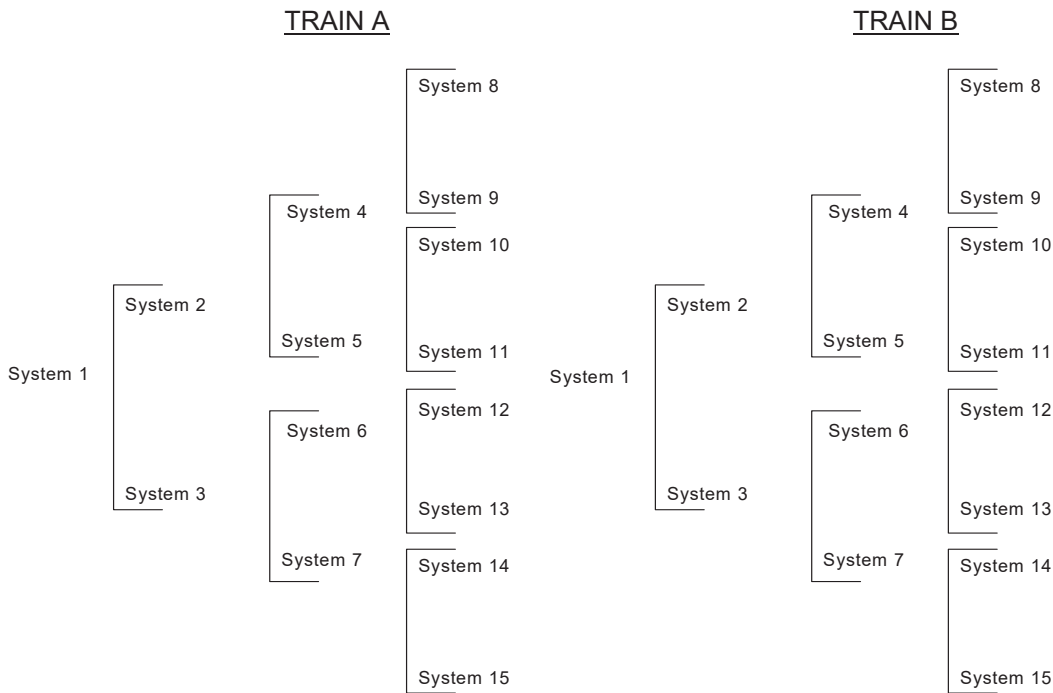 TRAIN A
System 8
System 9
System 4
System 10
System 2
System 5
System 11
System 1
System 12
System 6
System 3
System 13
System 7
System 14
System 15
TRAIN B
System 8
System 9
System 4
System 10
System 2
System 5
System 11
System 1
System 12
System 6
System 3
System 13
System 7
System 14
System 15